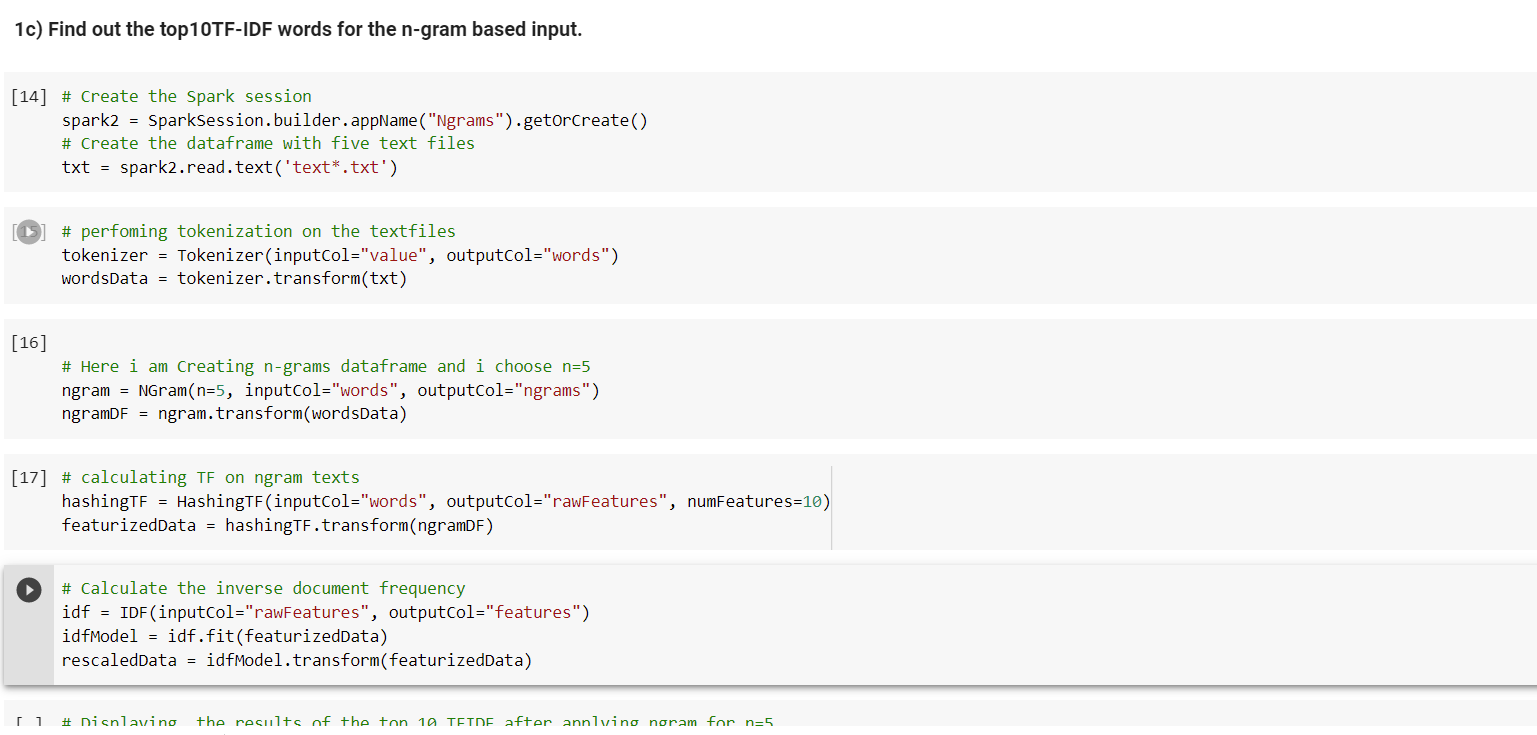 1c) Find out the top10TF-IDF words for the n-gram based input.
[14] # Create the Spark session
spark2 = SparkSession.builder.appName("Ngrams").getOrCreate()
# Create the dataframe with five text files
txt = spark2.read.text('text*.txt')
[15] # perfoming tokenization on the textfiles
tokenizer = Tokenizer(inputCol="value", outputCol="words")
wordsData = tokenizer.transform(txt)
[16]
# Here i am Creating n-grams dataframe and i choose n=5
ngram = NGram(n=5, inputCol="words", outputCol="ngrams")
ngramDF = ngram.transform(wordsData)
[17] # calculating TF on ngram texts
hashingTF = HashingTF(inputCol="words", outputCol="rawFeatures", numFeatures=10)
featurizedData = hashingTF.transform(ngramDF)
# Calculate the inverse document frequency
idf = IDF(inputCol="rawFeatures", outputCol="features")
idfModel = idf.fit(featurizedData)
rescaledData = idfModel.transform(featurizedData)
[ ] # Displaying  the results of the top 10 TFIDF after applying ngram for n=5